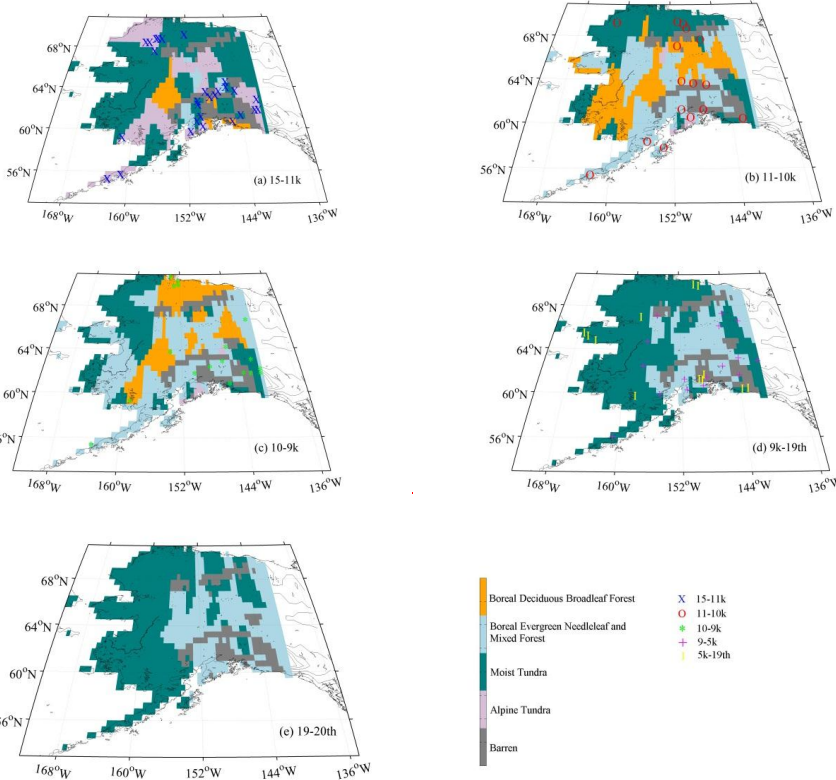 68°N
64°N
60°N
56°N
168°W
160°W
152°W
144°W
136°W
(a) 15-11k
68°N
64°N
60°N
56°N
168°W
160°W
152°W
144°W
136°W
(b) 11-10k
68°N
64°N
60°N
6°N
168°W
160°W
152°W
144°W
136°W
(c) 10-9k
68°N
64°N
60°N
56°N
168°W
160°W
152°W
144°W
136°W
(d) 9k-19th
68°N
64°N
60°N
56°N
168°W
160°W
152°W
144°W
136°W
(e) 19-20th
Boreal Deciduous Broadleaf Forest
Boreal Evergreen Needleleaf and
Mixed Forest
Moist Tundra
Alpine Tundra
Barren
X 15-11k
O 11-10k
* 10-9k
+ 9-5k
| 5k-19th